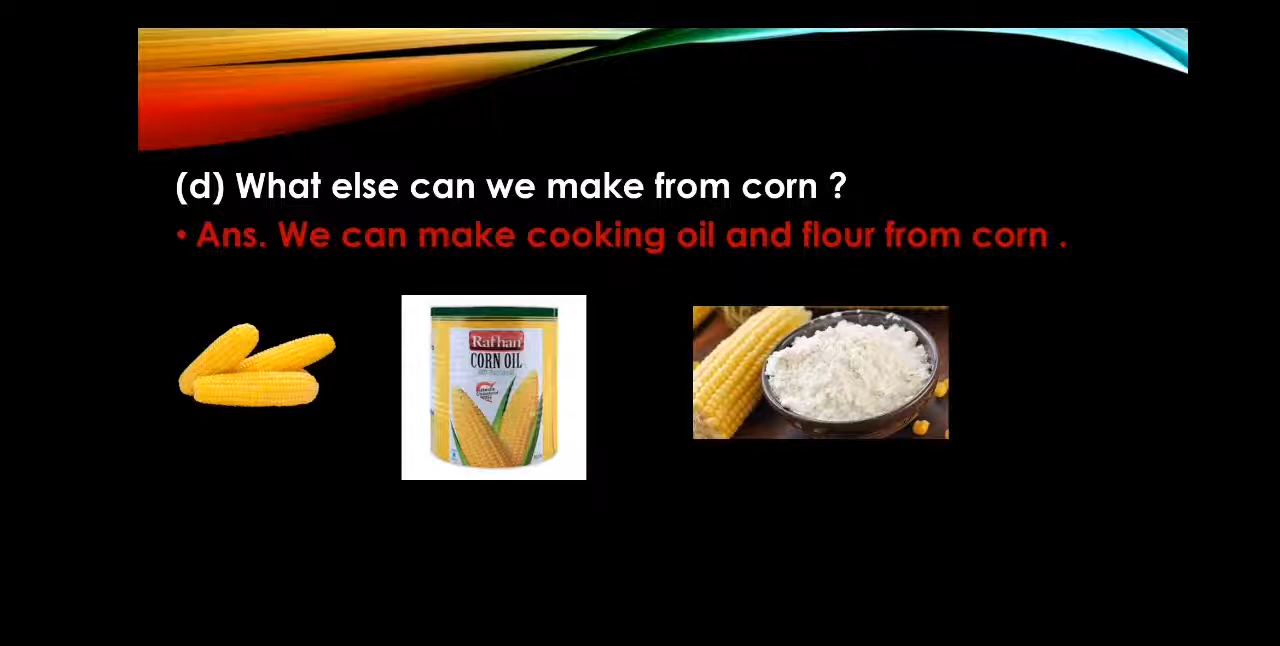 (d) What else can we make from corn ?
• Ans. We can make cooking oil and flour from corn .
Rafhan
CORN OIL